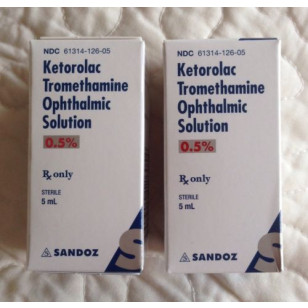 NDC 61314-126-05
Ketorolac
Tromethamine
Ophthalmic
Solution
0.5%
Rx only
STERILE
5 mL
SANDOZ
S
NDC 61314-126-05
Ketorolac
Tromethamine
Ophthalmic
Solution
0.5%
Rx only
STERILE
5 mL
SANDOZ
S